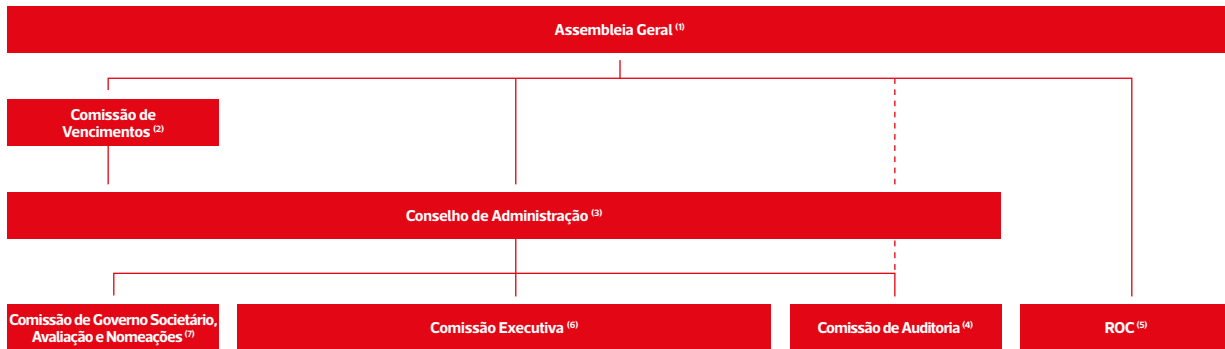 Assembleia Geral (1)
Comissão de
Vencimentos (2)
Conselho de Administração (3)
Comissão de Governo Societário,
Avaliação e Nomeações (7)
Comissão Executiva (6)
Comissão de Auditoria (4)
ROC (5)